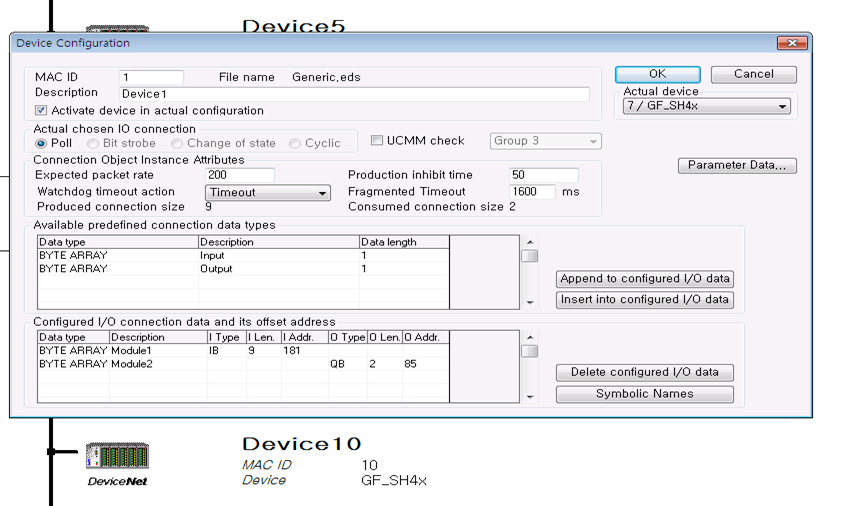 Device5
Device Configuration
MAC ID 1 File name Generic.eds
Description Device1
Activate device in actual configuration
OK Cancel
Actual device
7 / GF_SH4x
Actual chosen IO connection
Poll Bit strobe Change of state Cyclic
UCMM check Group 3
Parameter Data...
Connection Object Instance Attributes
Expected packet rate 200 Production inhibit time 50
Watchdog timeout action Timeout Fragmented Timeout 1600 ms
Produced connection size 9 Consumed connection size 2
Available predefined connection data types
Data type Description Data length
BYTE ARRAY Input 1
BYTE ARRAY Output 1
Append to configured I/O data
Insert into configured I/O data
Configured I/O connection data and its offset address
Data type Description I Type I Len. I Addr. O Type O Len. O Addr.
BYTE ARRAY Module1 IB 9 181
BYTE ARRAY Module2 QB 2 85
Delete configured I/O data
Symbolic Names
Device10
MAC ID 10
Device GF_SH4x
DeviceNet